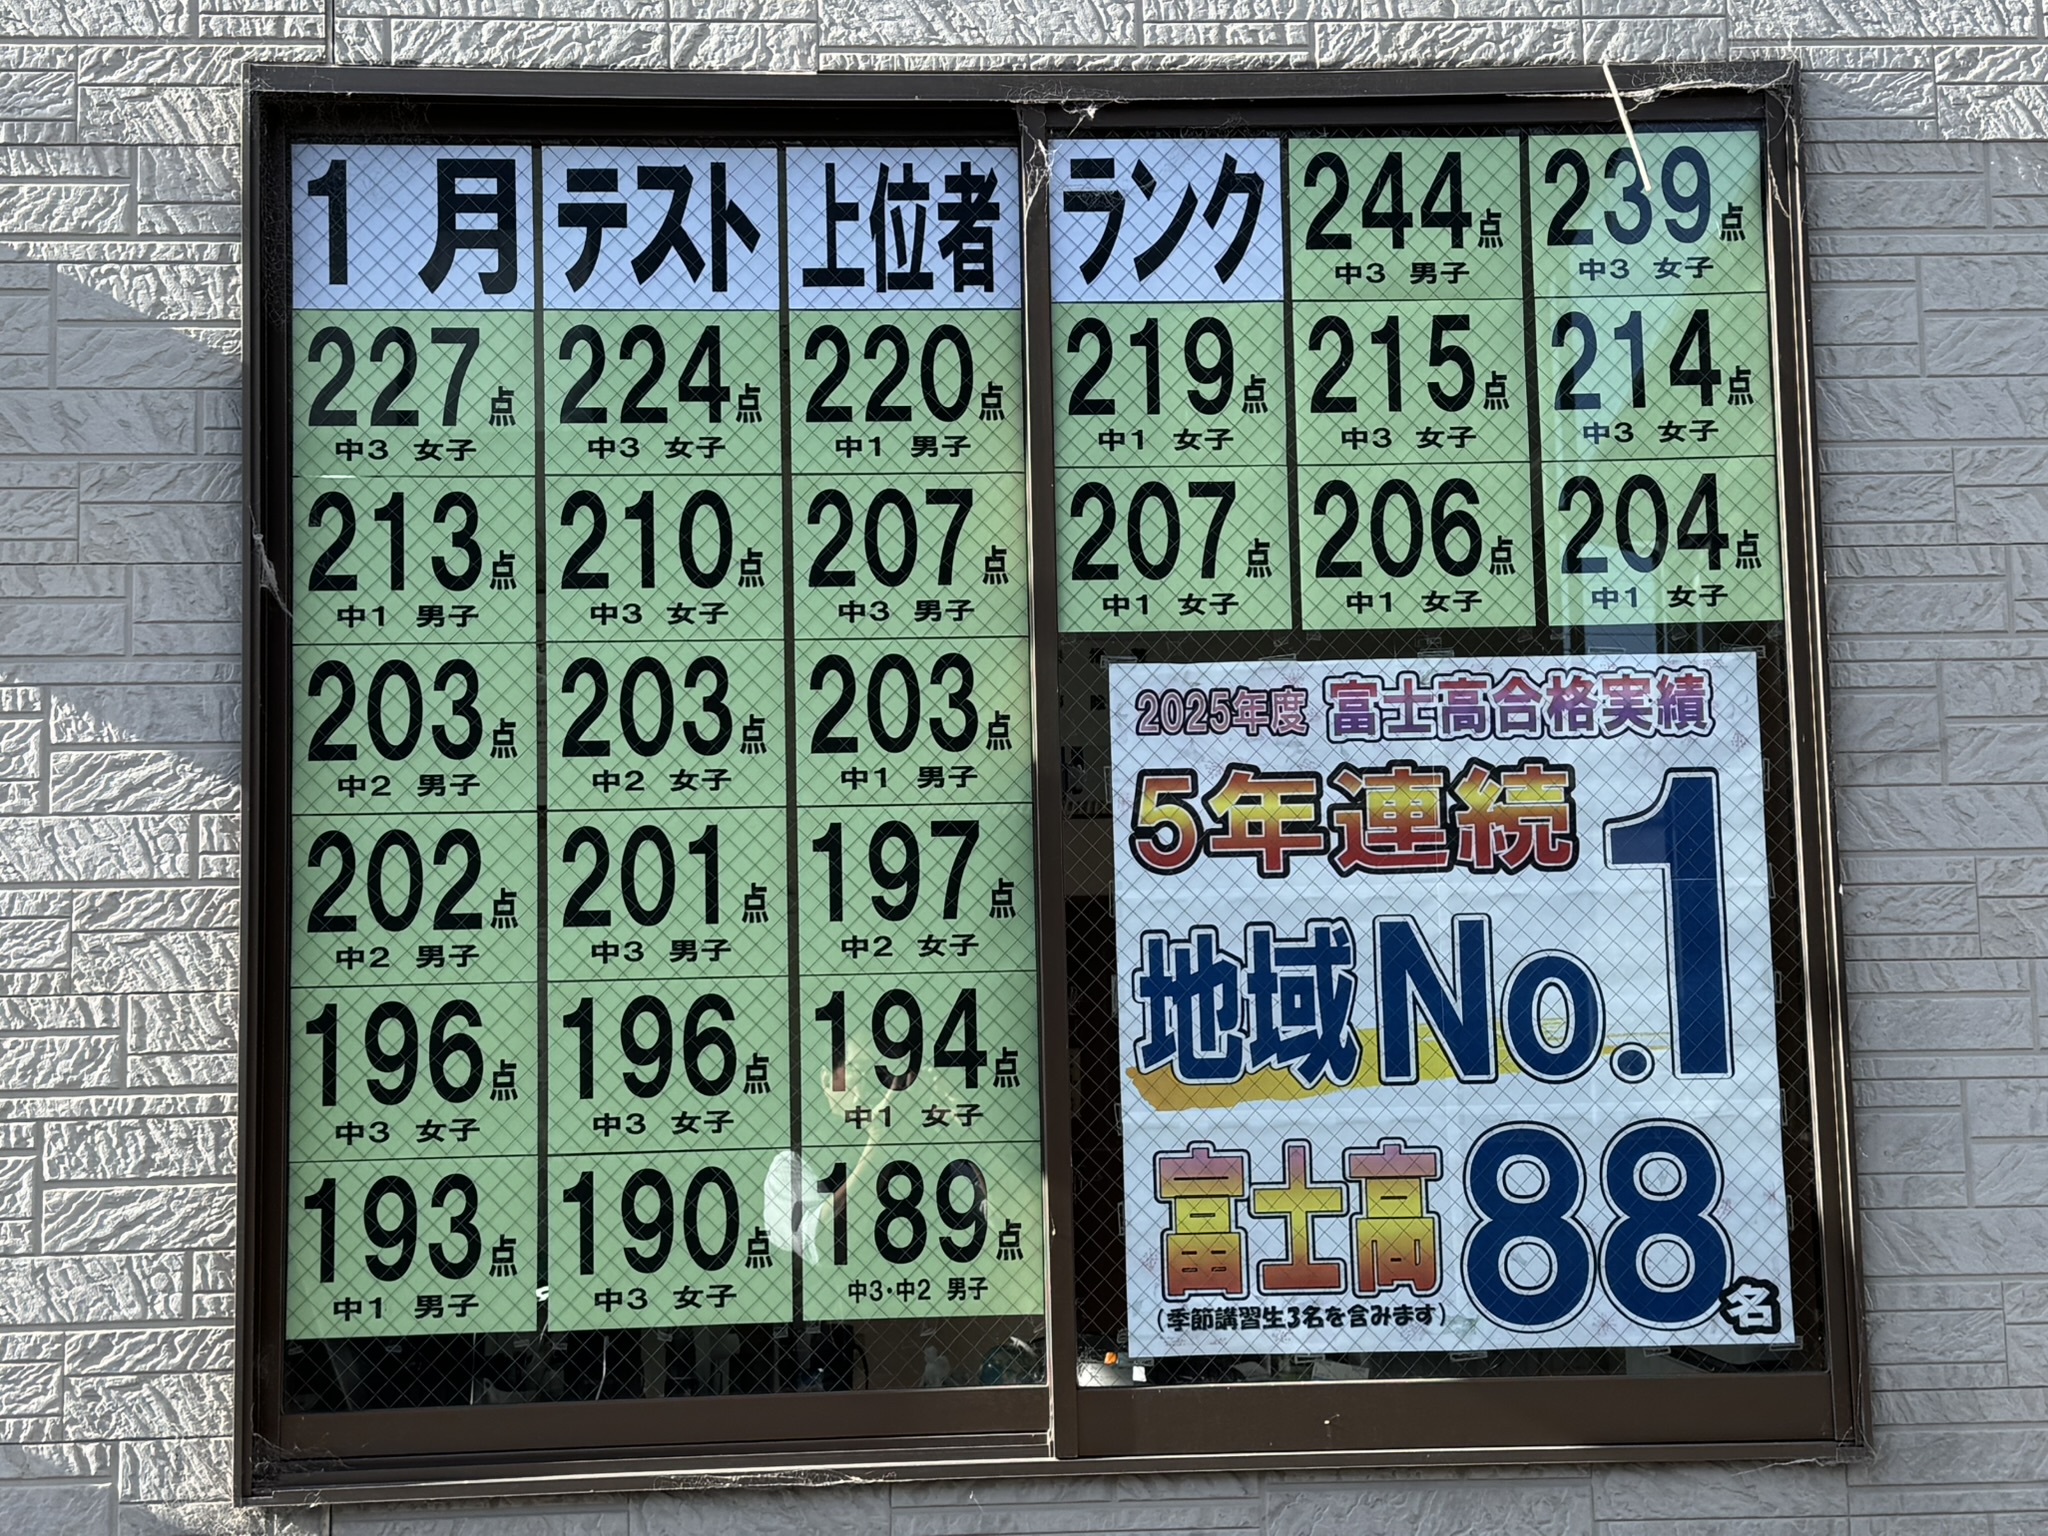 1月 テスト 上位者 ランク 244点 239点
中3 男子 中3 女子
227点 224点 220点 219点 215点 214点
中3 女子 中3 女子 中1 男子 中1 女子 中3 女子 中3 女子
213点 210点 207点 207点 206点 204点
中1 男子 中3 女子 中3 男子 中1 女子 中1 女子 中1 女子
203点 203点 203点
中2 男子 中2 女子 中1 男子
202点 201点 197点
中2 男子 中3 男子 中2 女子
196点 196点 194点
中3 女子 中3 女子 中1 女子
193点 190点 189点
中1 男子 中3 女子 中3・中2 男子
2025年度 富士高合格実績
5年連続
地域No.1
富士高88名
(季節講習生3名を含みます)